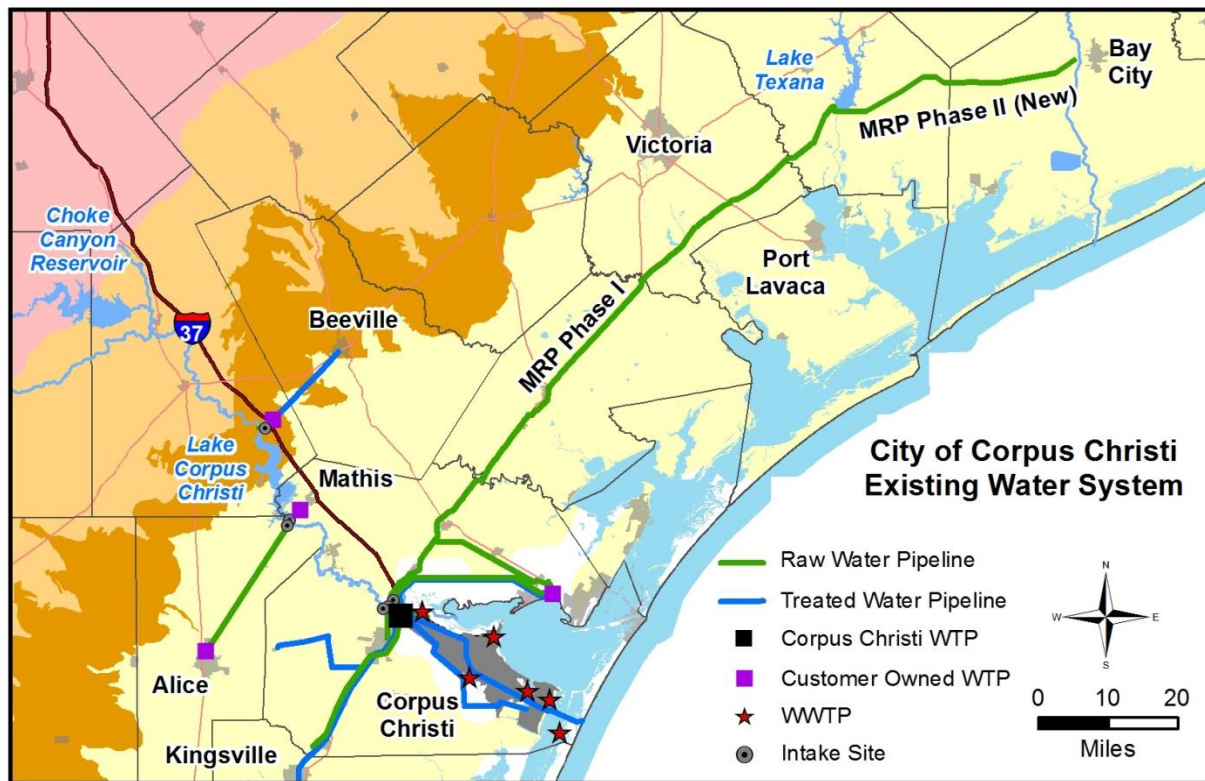 Lake
Texana
Bay
City
MRP Phase II (New)
Victoria
Choke
Canyon
Reservoir
Port
Lavaca
MRP Phase I
37
Beeville
Lake
Corpus
Christi
Mathis
Alice
Corpus
Christi
Kingsville
City of Corpus Christi
Existing Water System
Raw Water Pipeline
Treated Water Pipeline
Corpus Christi WTP
Customer Owned WTP
WWTP
Intake Site
N
W
E
S
0 10 20
Miles